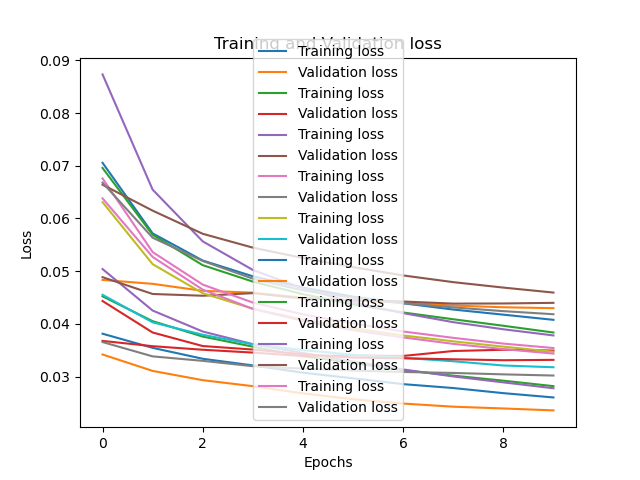 Training and Validation loss
Training loss
Validation loss
Training loss
Validation loss
Training loss
Validation loss
Training loss
Validation loss
Training loss
Validation loss
Training loss
Validation loss
Training loss
Validation loss
Training loss
Validation loss
Training loss
Validation loss
0.09
0.08
0.07
0.06
0.05
0.04
0.03
Loss
0 2 4 6 8
Epochs